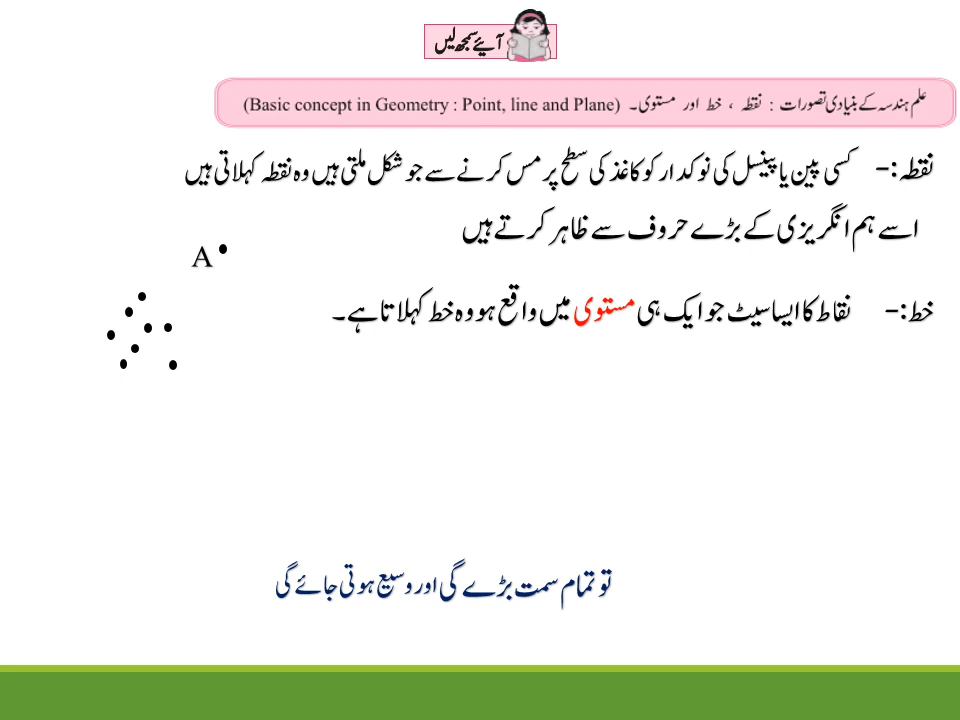 آیئے سمجھ لیں
علم ہندسہ کے بنیادی تصورات : نقطہ ، خط اور مستوی۔ (Basic concept in Geometry : Point, line and Plane)
نقطہ:- کسی پین یا پینسل کی نوکدار کو کاغذ کی سطح پر مس کرنے سے جو شکل ملتی ہیں وہ نقطہ کہلاتی ہیں
اسے ہم انگریزی کے بڑے حروف سے ظاہر کرتے ہیں
A
خط:- نقاط کا ایسا سیٹ جو ایک ہی مستوی میں واقع ہو وہ خط کہلاتا ہے۔
تو تمام سمت بڑے گی اور وسیع ہوتی جائے گی